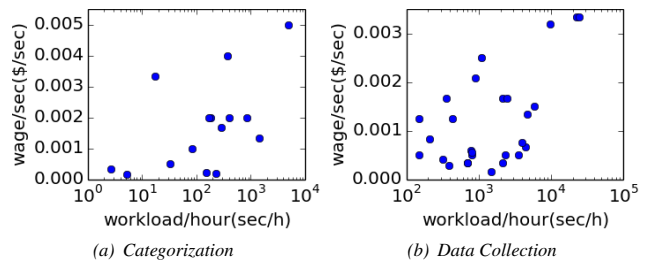 0.005
0.004
0.003
0.002
0.001
0.000
wage/sec($/sec)
10^0 10^1 10^2 10^3 10^4
workload/hour(sec/h)
(a) Categorization
0.003
0.002
0.001
0.000
wage/sec($/sec)
10^2 10^3 10^4 10^5
workload/hour(sec/h)
(b) Data Collection